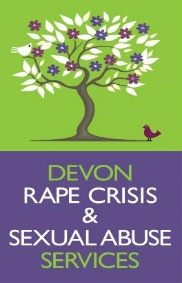 DEVON
RAPE CRISIS
&
SEXUAL ABUSE
SERVICES